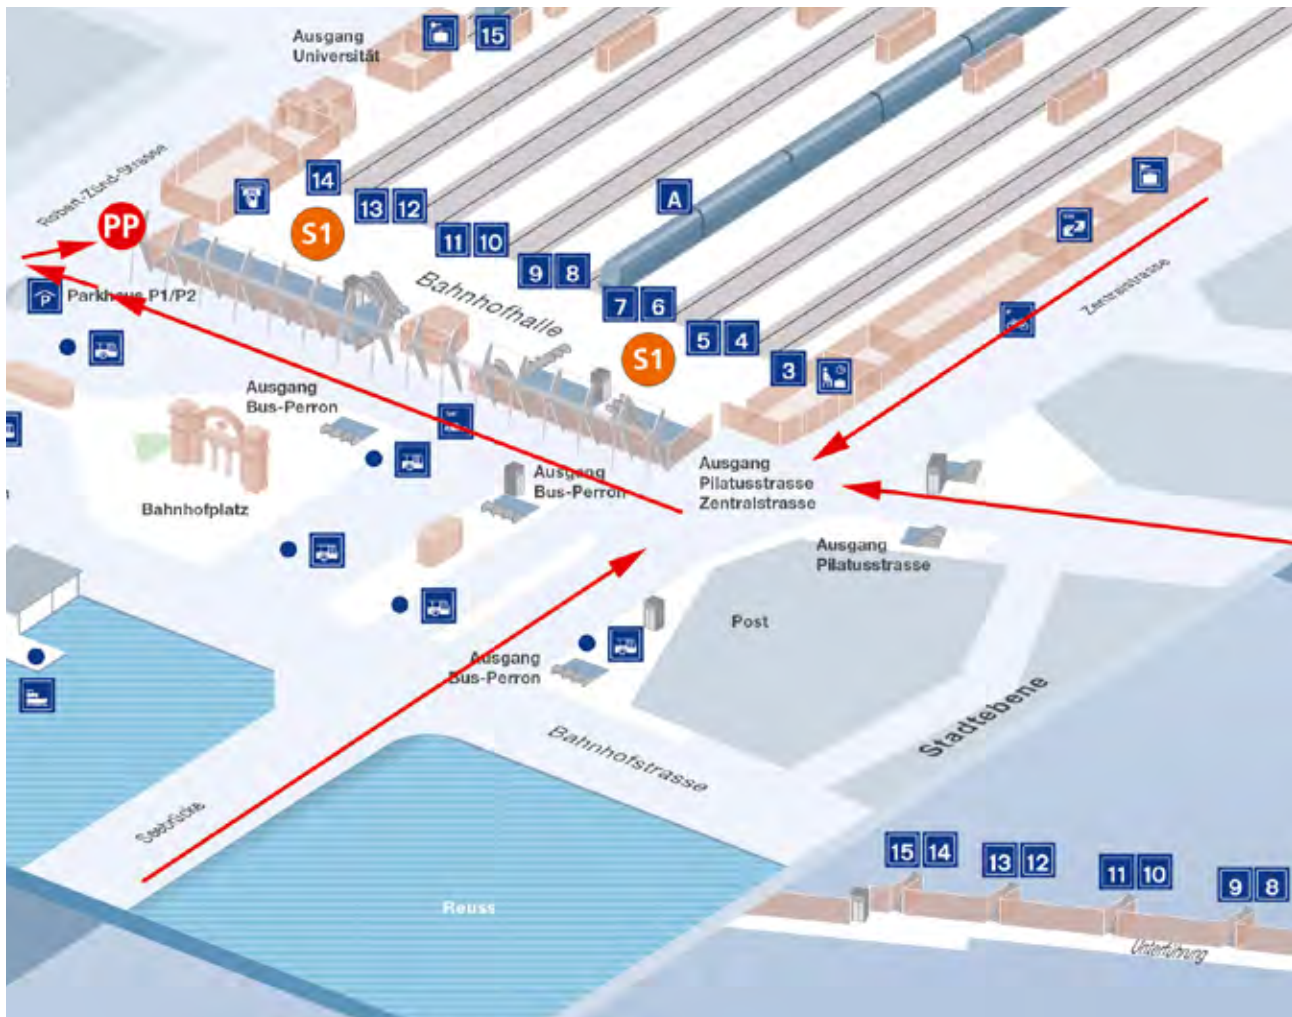 Ausgang
Universität
15
Robert-Zünd-Strasse
14
13 12
11 10
9 8
A
7 6
5 4
3
PP
S1
S1
Bahnhofhalle
Zentralstrasse
P
Parkhaus P1/P2
Ausgang
Bus-Perron
Ausgang
Bus-Perron
Ausgang
Pilatusstrasse
Zentralstrasse
Bahnhofplatz
Ausgang
Pilatusstrasse
Post
Ausgang
Bus-Perron
Stadtebene
Bahnhofstrasse
Seebrücke
Reuss
15 14
13 12
11 10
9 8
Unterführung